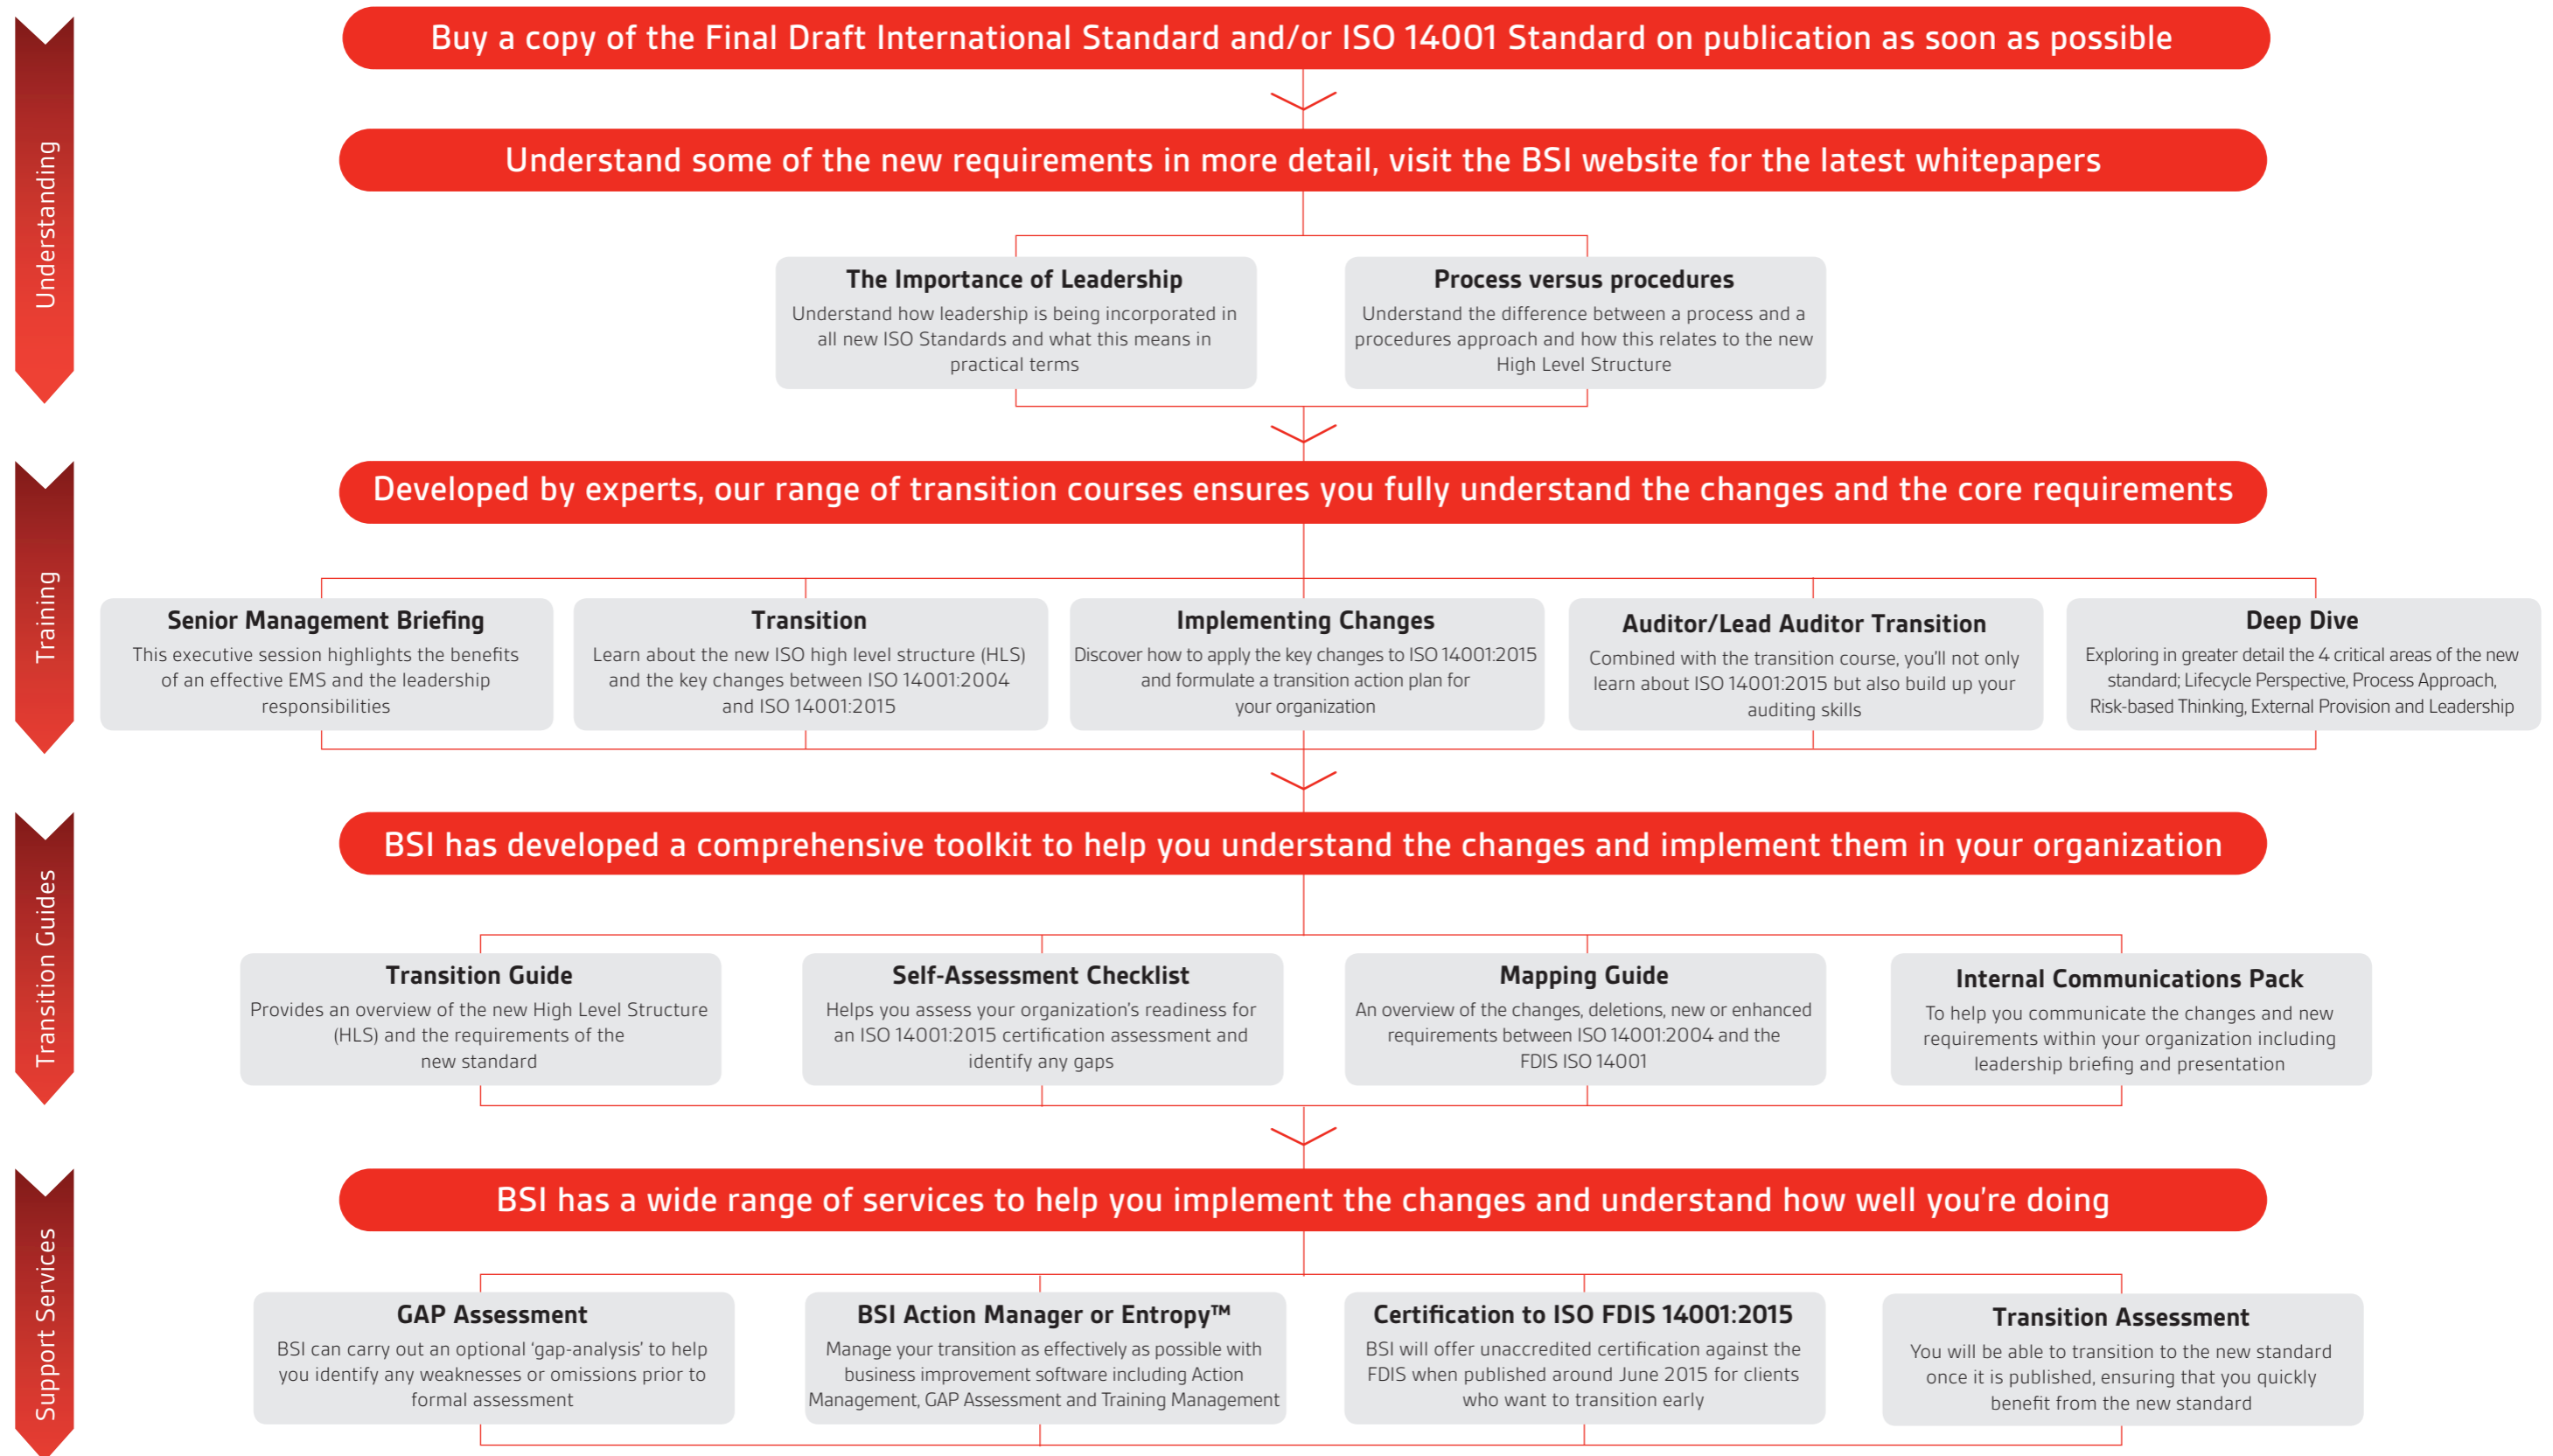 Understanding
Buy a copy of the Final Draft International Standard and/or ISO 14001 Standard on publication as soon as possible
Understand some of the new requirements in more detail, visit the BSI website for the latest whitepapers
The Importance of Leadership
Understand how leadership is being incorporated in
all new ISO Standards and what this means in
practical terms
Process versus procedures
Understand the difference between a process and a
procedures approach and how this relates to the new
High Level Structure
Training
Developed by experts, our range of transition courses ensures you fully understand the changes and the core requirements
Senior Management Briefing
This executive session highlights the benefits
of an effective EMS and the leadership
responsibilities
Transition
Learn about the new ISO high level structure (HLS)
and the key changes between ISO 14001:2004
and ISO 14001:2015
Implementing Changes
Discover how to apply the key changes to ISO 14001:2015
and formulate a transition action plan for
your organization
Auditor/Lead Auditor Transition
Combined with the transition course, you'll not only
learn about ISO 14001:2015 but also build up your
auditing skills
Deep Dive
Exploring in greater detail the 4 critical areas of the new
standard; Lifecycle Perspective, Process Approach,
Risk-based Thinking, External Provision and Leadership
Transition Guides
BSI has developed a comprehensive toolkit to help you understand the changes and implement them in your organization
Transition Guide
Provides an overview of the new High Level Structure
(HLS) and the requirements of the
new standard
Self-Assessment Checklist
Helps you assess your organization's readiness for
an ISO 14001:2015 certification assessment and
identify any gaps
Mapping Guide
An overview of the changes, deletions, new or enhanced
requirements between ISO 14001:2004 and the
FDIS ISO 14001
Internal Communications Pack
To help you communicate the changes and new
requirements within your organization including
leadership briefing and presentation
Support Services
BSI has a wide range of services to help you implement the changes and understand how well you're doing
GAP Assessment
BSI can carry out an optional 'gap-analysis' to help
you identify any weaknesses or omissions prior to
formal assessment
BSI Action Manager or Entropy™
Manage your transition as effectively as possible with
business improvement software including Action
Management, GAP Assessment and Training Management
Certification to ISO FDIS 14001:2015
BSI will offer unaccredited certification against the
FDIS when published around June 2015 for clients
who want to transition early
Transition Assessment
You will be able to transition to the new standard
once it is published, ensuring that you quickly
benefit from the new standard